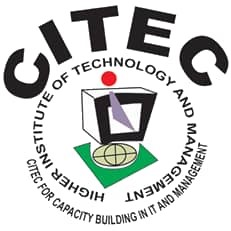 CITEC
HIGHER INSTITUTE OF TECHNOLOGY AND MANAGEMENT
CITEC FOR CAPACITY BUILDING IN IT AND MANAGEMENT